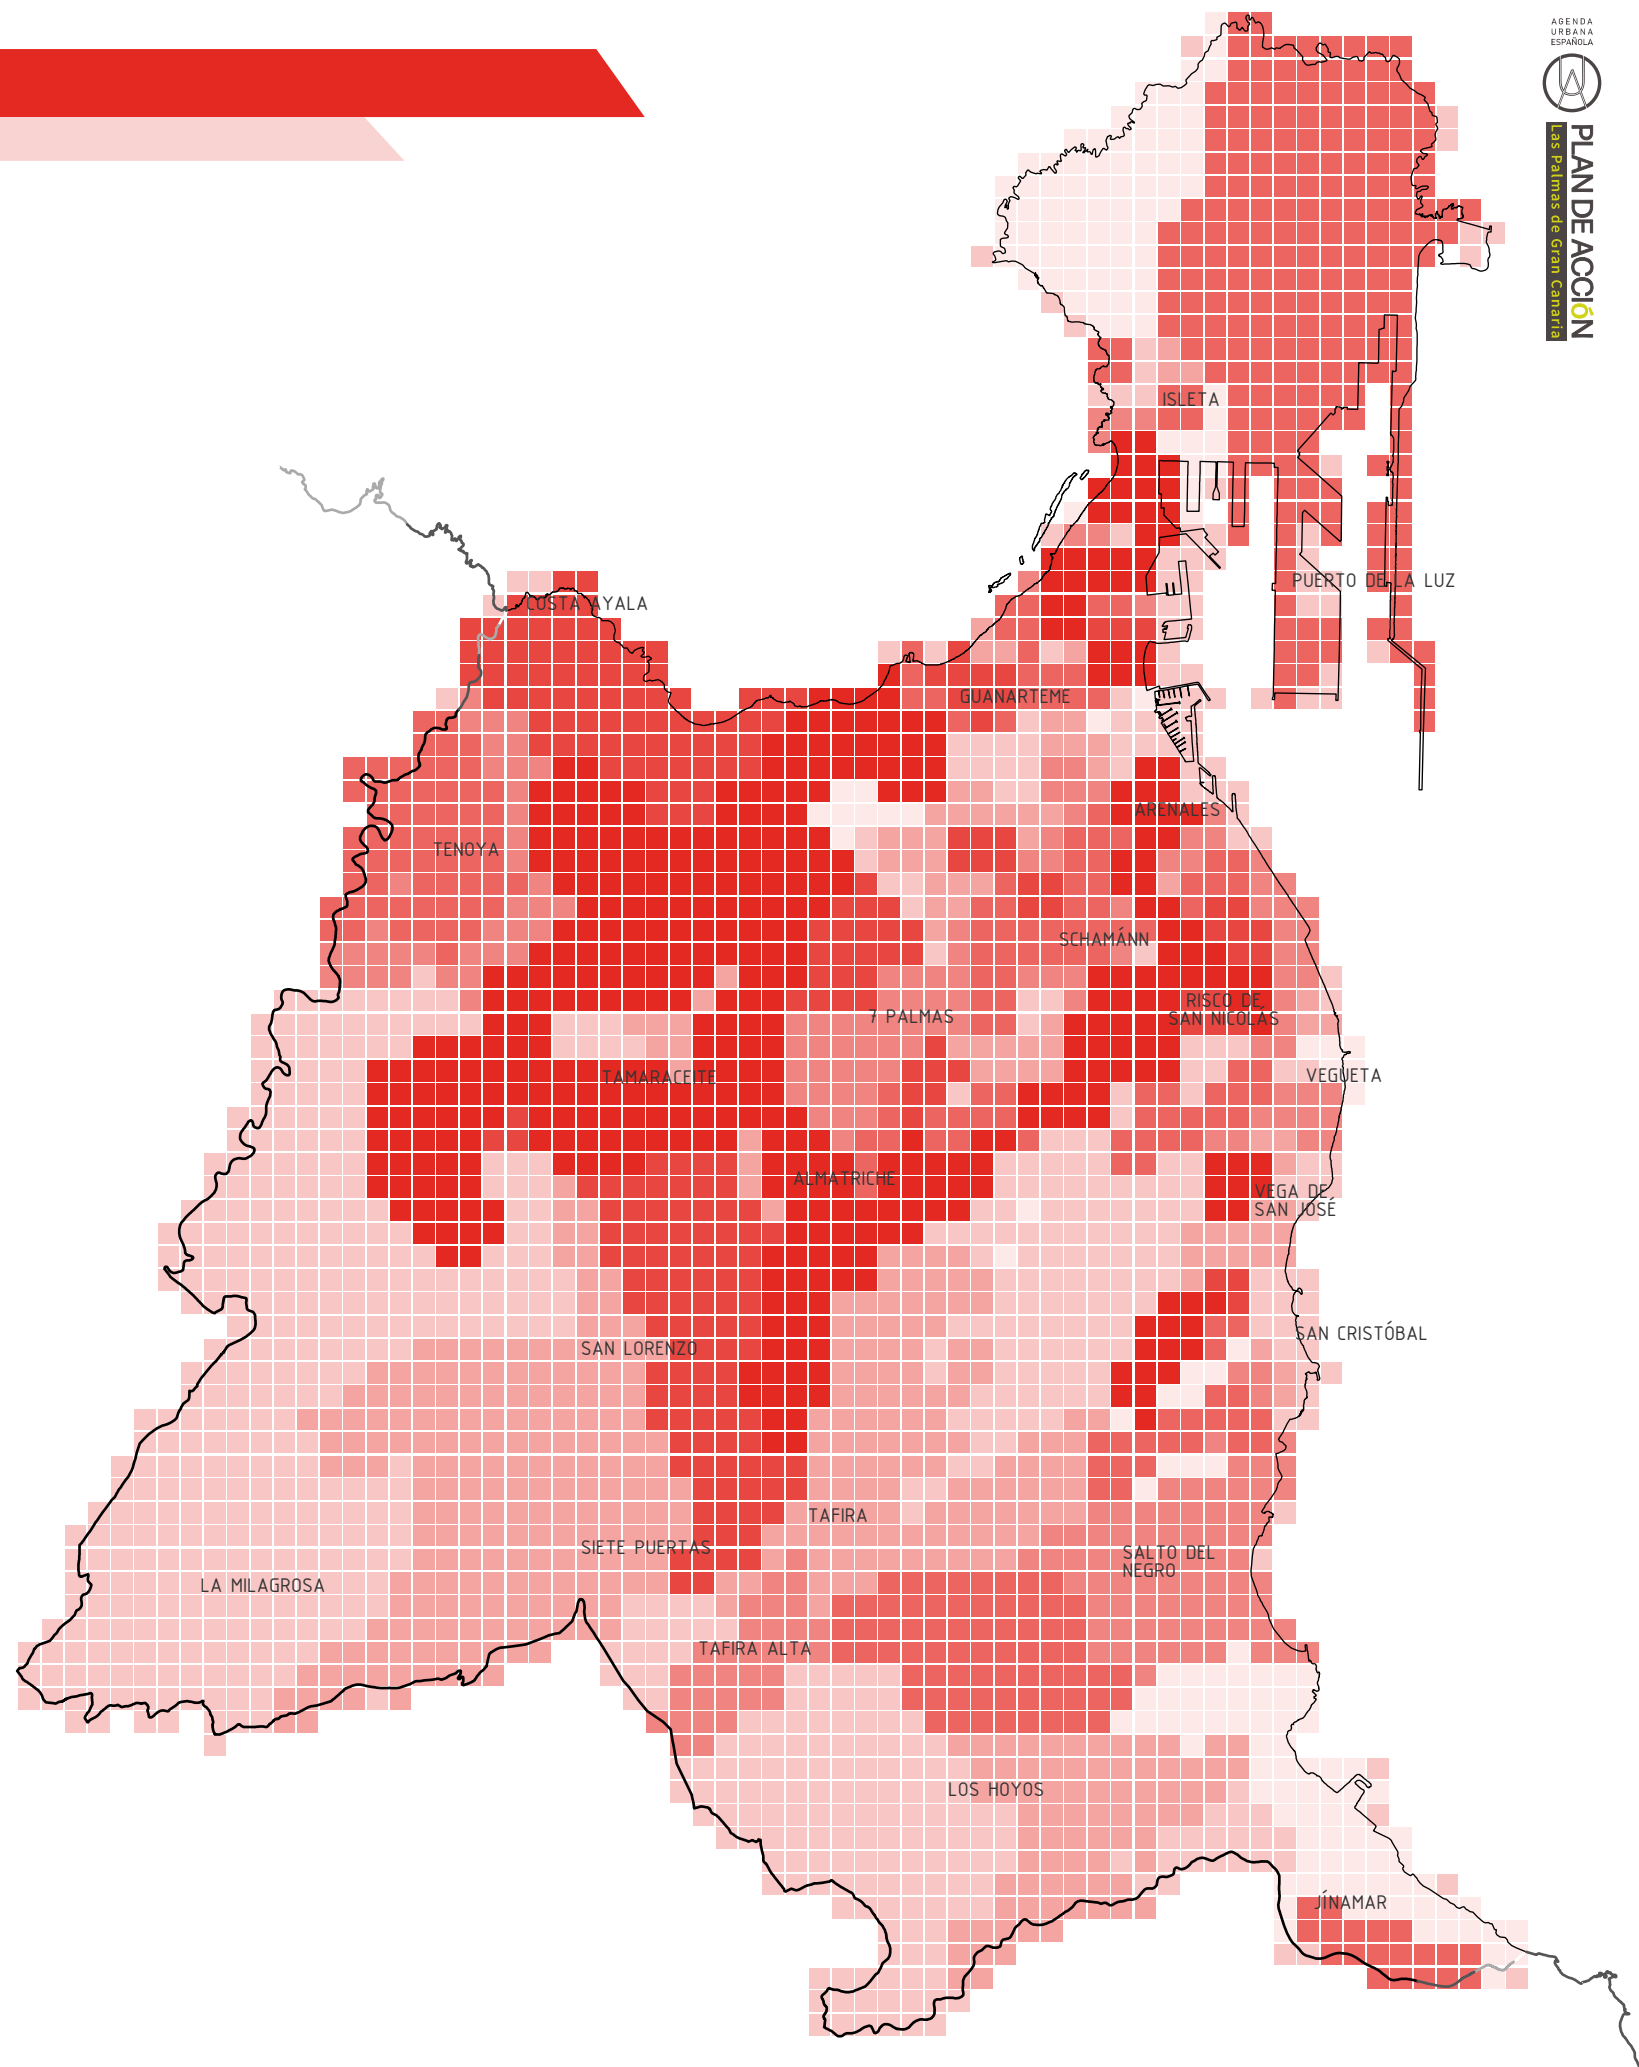 AGENDA
URBANA
ESPAÑOLA
PLAN DE ACCIÓN
Las Palmas de Gran Canaria
ISLETA
PUERTO DE LA LUZ
COSTA AYALA
GUANARTEME
ARENALES
TENOYA
SCHAMÁNN
RISCO DE
SAN NICOLÁS
7 PALMAS
VEGUETA
TAMARACEITE
ALMATRICHE
VEGA DE
SAN JOSÉ
SAN CRISTÓBAL
SAN LORENZO
TAFIRA
SIETE PUERTAS
SALTO DEL
NEGRO
LA MILAGROSA
TAFIRA ALTA
LOS HOYOS
JÍNAMAR